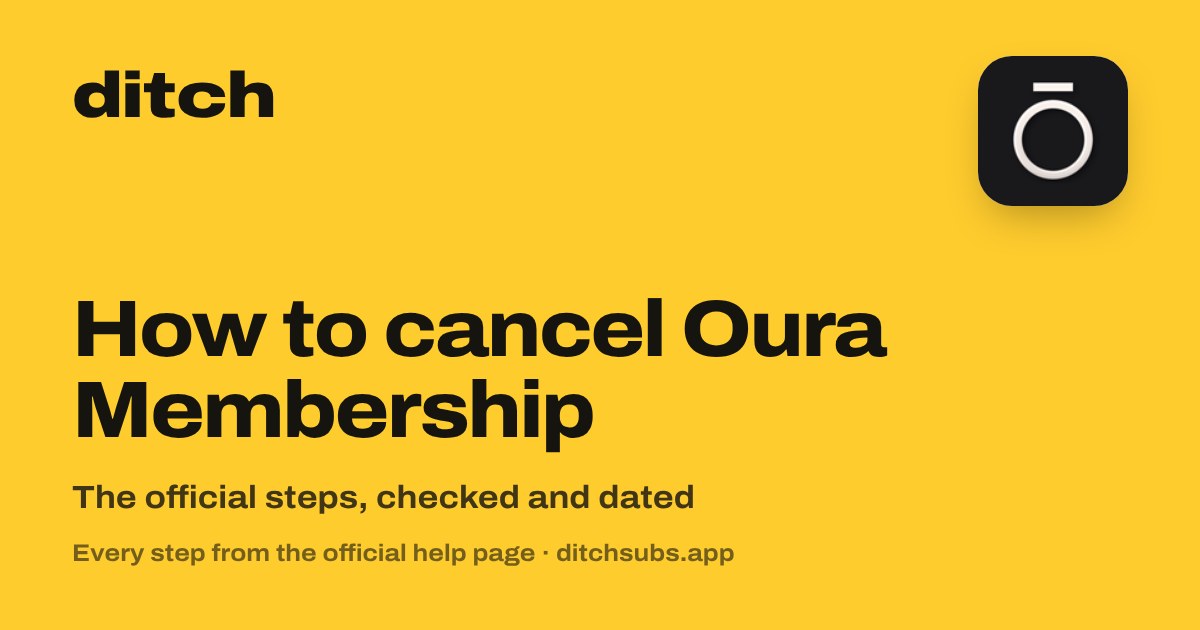 ditch
How to cancel Oura
Membership
The official steps, checked and dated
Every step from the official help page · ditchsubs.app